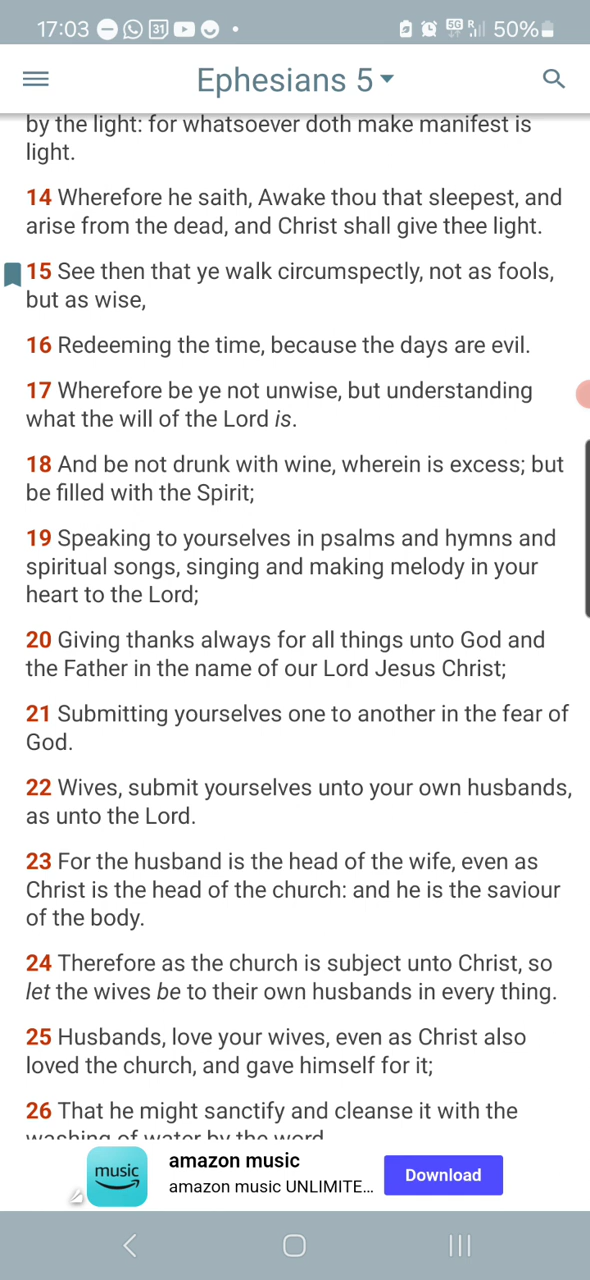 17:03
31
5G
R
50%
Ephesians 5
by the light: for whatsoever doth make manifest is
light.
14 Wherefore he saith, Awake thou that sleepest, and
arise from the dead, and Christ shall give thee light.
15 See then that ye walk circumspectly, not as fools,
but as wise,
16 Redeeming the time, because the days are evil.
17 Wherefore be ye not unwise, but understanding
what the will of the Lord is.
18 And be not drunk with wine, wherein is excess; but
be filled with the Spirit;
19 Speaking to yourselves in psalms and hymns and
spiritual songs, singing and making melody in your
heart to the Lord;
20 Giving thanks always for all things unto God and
the Father in the name of our Lord Jesus Christ;
21 Submitting yourselves one to another in the fear of
God.
22 Wives, submit yourselves unto your own husbands,
as unto the Lord.
23 For the husband is the head of the wife, even as
Christ is the head of the church: and he is the saviour
of the body.
24 Therefore as the church is subject unto Christ, so
let the wives be to their own husbands in every thing.
25 Husbands, love your wives, even as Christ also
loved the church, and gave himself for it;
26 That he might sanctify and cleanse it with the
washing of water by the word
music
amazon music
amazon music UNLIMITE...
Download